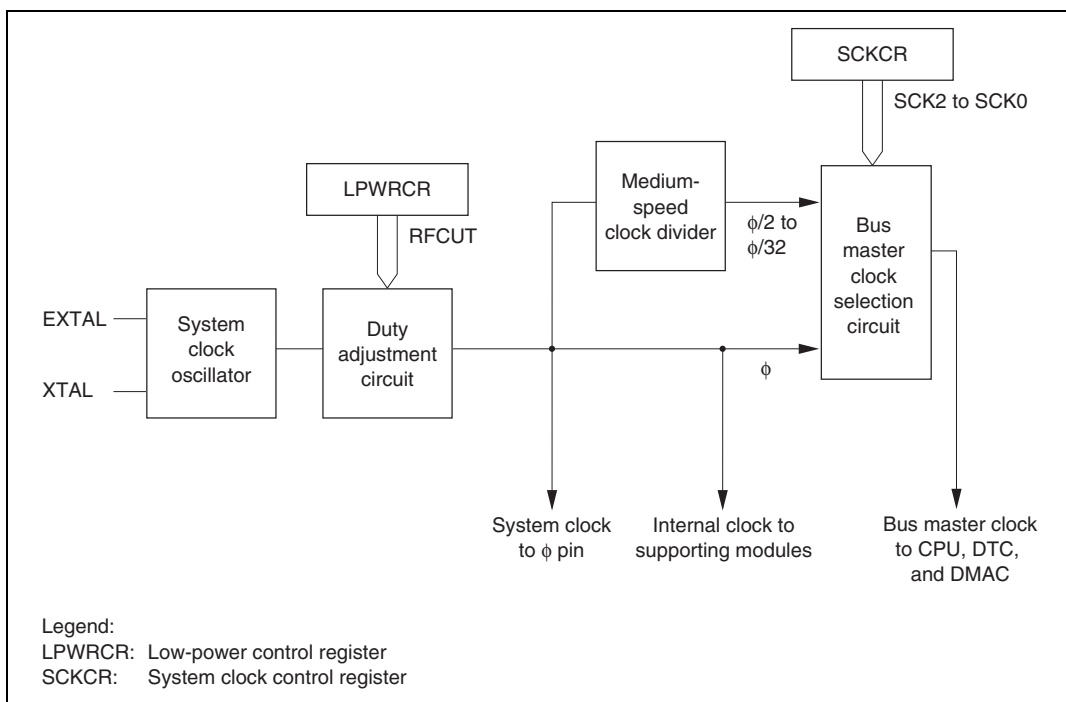 SCKCR
SCK2 to SCK0
LPWRCR
RFCUT
Medium-
speed
clock divider
ϕ/2 to
ϕ/32
Bus
master
clock
selection
circuit
EXTAL
XTAL
System
clock
oscillator
Duty
adjustment
circuit
ϕ
System clock
to ϕ pin
Internal clock to
supporting modules
Bus master clock
to CPU, DTC,
and DMAC
Legend:
LPWRCR: Low-power control register
SCKCR: System clock control register